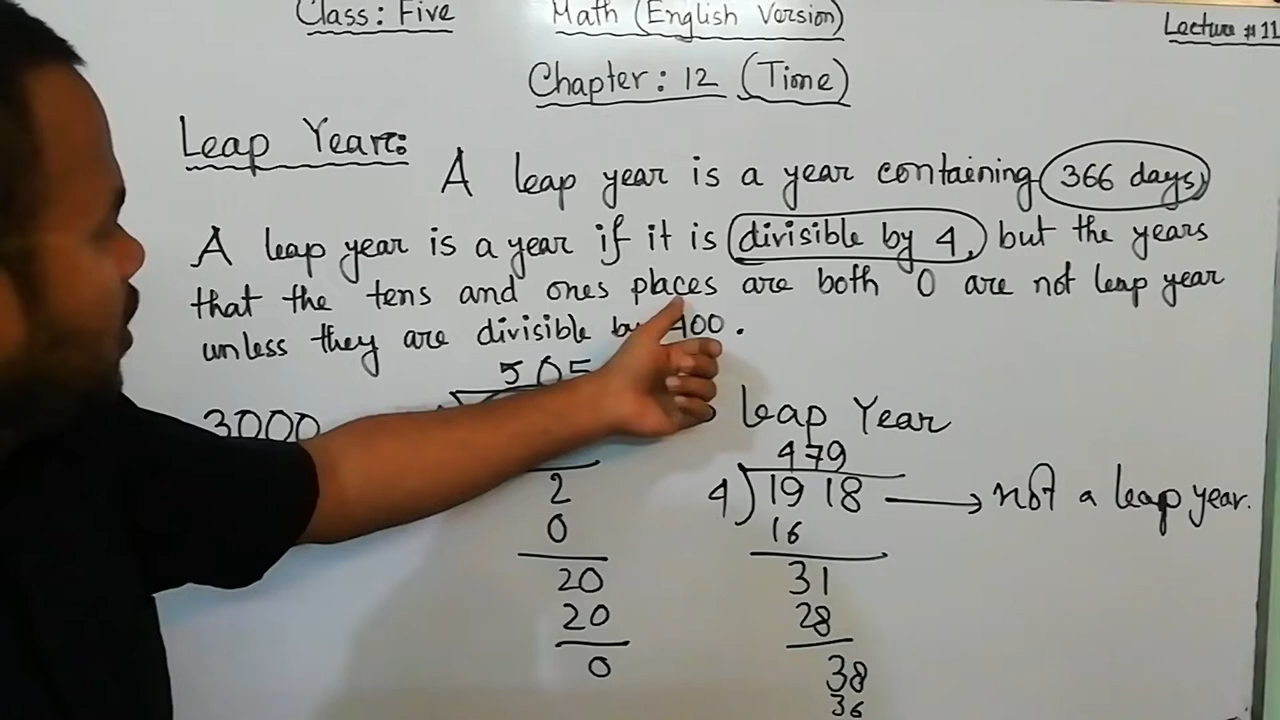 Class: Five Math (English Version) Lecture # 11
Chapter: 12 (Time)
Leap Year:
A leap year is a year containing 366 days,
A leap year is a year if it is divisible by 4, but the years
that the tens and ones places are both 0 are not leap year
unless they are divisible by 400.
505
3000
Leap Year
479
4)1918 → not a leap year.
2
16
0
31
20
28
20
38
0
36